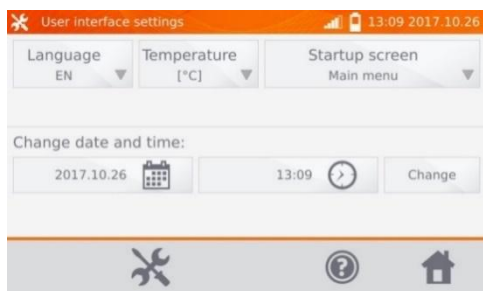 User interface settings 13:09 2017.10.26
Language Temperature Startup screen
EN [°C] Main menu
Change date and time:
2017.10.26 13:09 Change